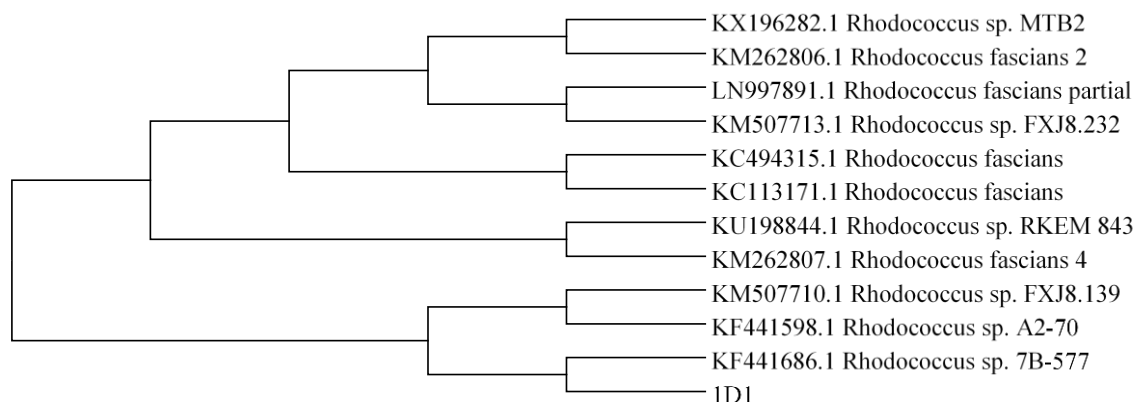 KX196282.1 Rhodococcus sp. MTB2
KM262806.1 Rhodococcus fascians 2
LN997891.1 Rhodococcus fascians partial
KM507713.1 Rhodococcus sp. FXJ8.232
KC494315.1 Rhodococcus fascians
KC113171.1 Rhodococcus fascians
KU198844.1 Rhodococcus sp. RKEM 843
KM262807.1 Rhodococcus fascians 4
KM507710.1 Rhodococcus sp. FXJ8.139
KF441598.1 Rhodococcus sp. A2-70
KF441686.1 Rhodococcus sp. 7B-577
1D1